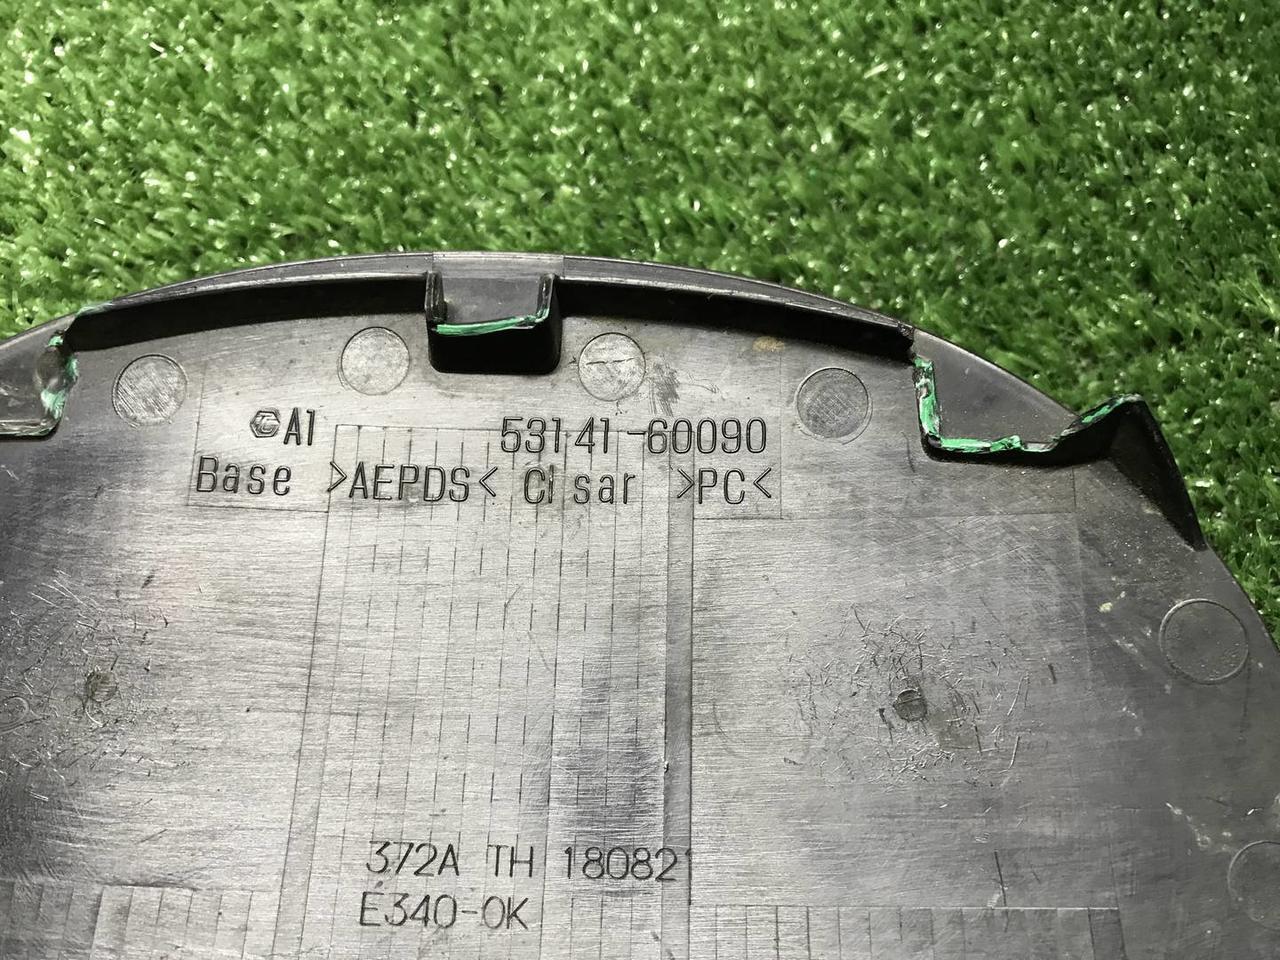 A1 53141-60090
Base >AEPDS< Clsar >PC<
372A TH 180821
E340-0K